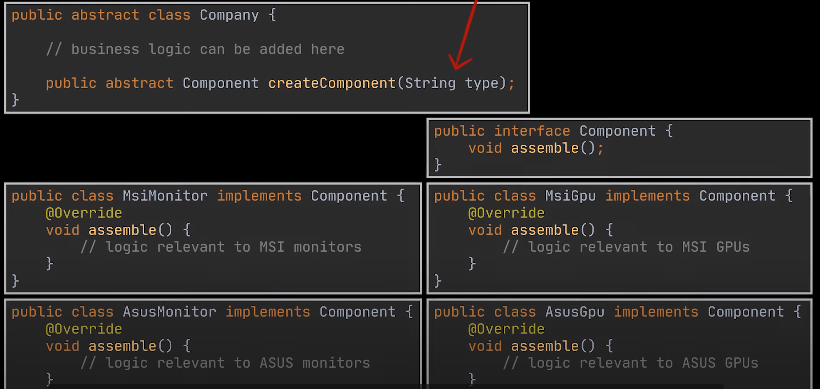 public abstract class Company {
// business logic can be added here
public abstract Component createComponent(String type);
}
public interface Component {
void assemble();
}
public class MsiMonitor implements Component {
@Override
void assemble() {
// logic relevant to MSI monitors
}
}
public class MsiGpu implements Component {
@Override
void assemble() {
// logic relevant to MSI GPUs
}
}
public class AsusMonitor implements Component {
@Override
void assemble() {
// logic relevant to ASUS monitors
}
public class AsusGpu implements Component {
@Override
void assemble() {
// logic relevant to ASUS GPUs
}